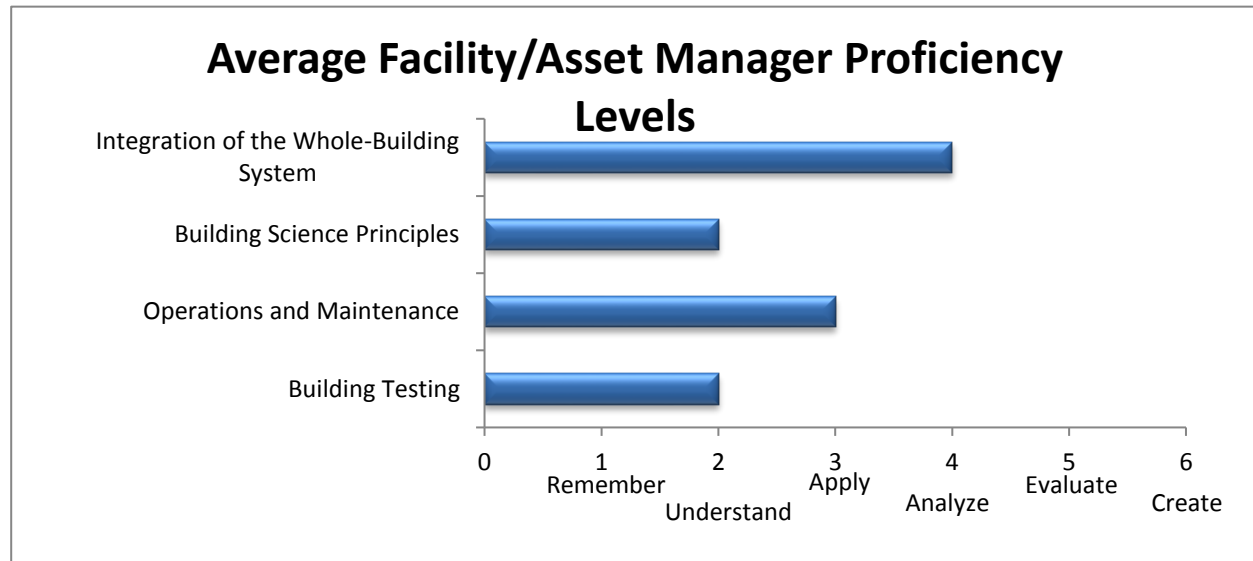 Average Facility/Asset Manager Proficiency
Levels
Integration of the Whole-Building
System
Building Science Principles
Operations and Maintenance
Building Testing
0 1 2 3 4 5 6
Remember
Understand
Apply
Analyze
Evaluate
Create